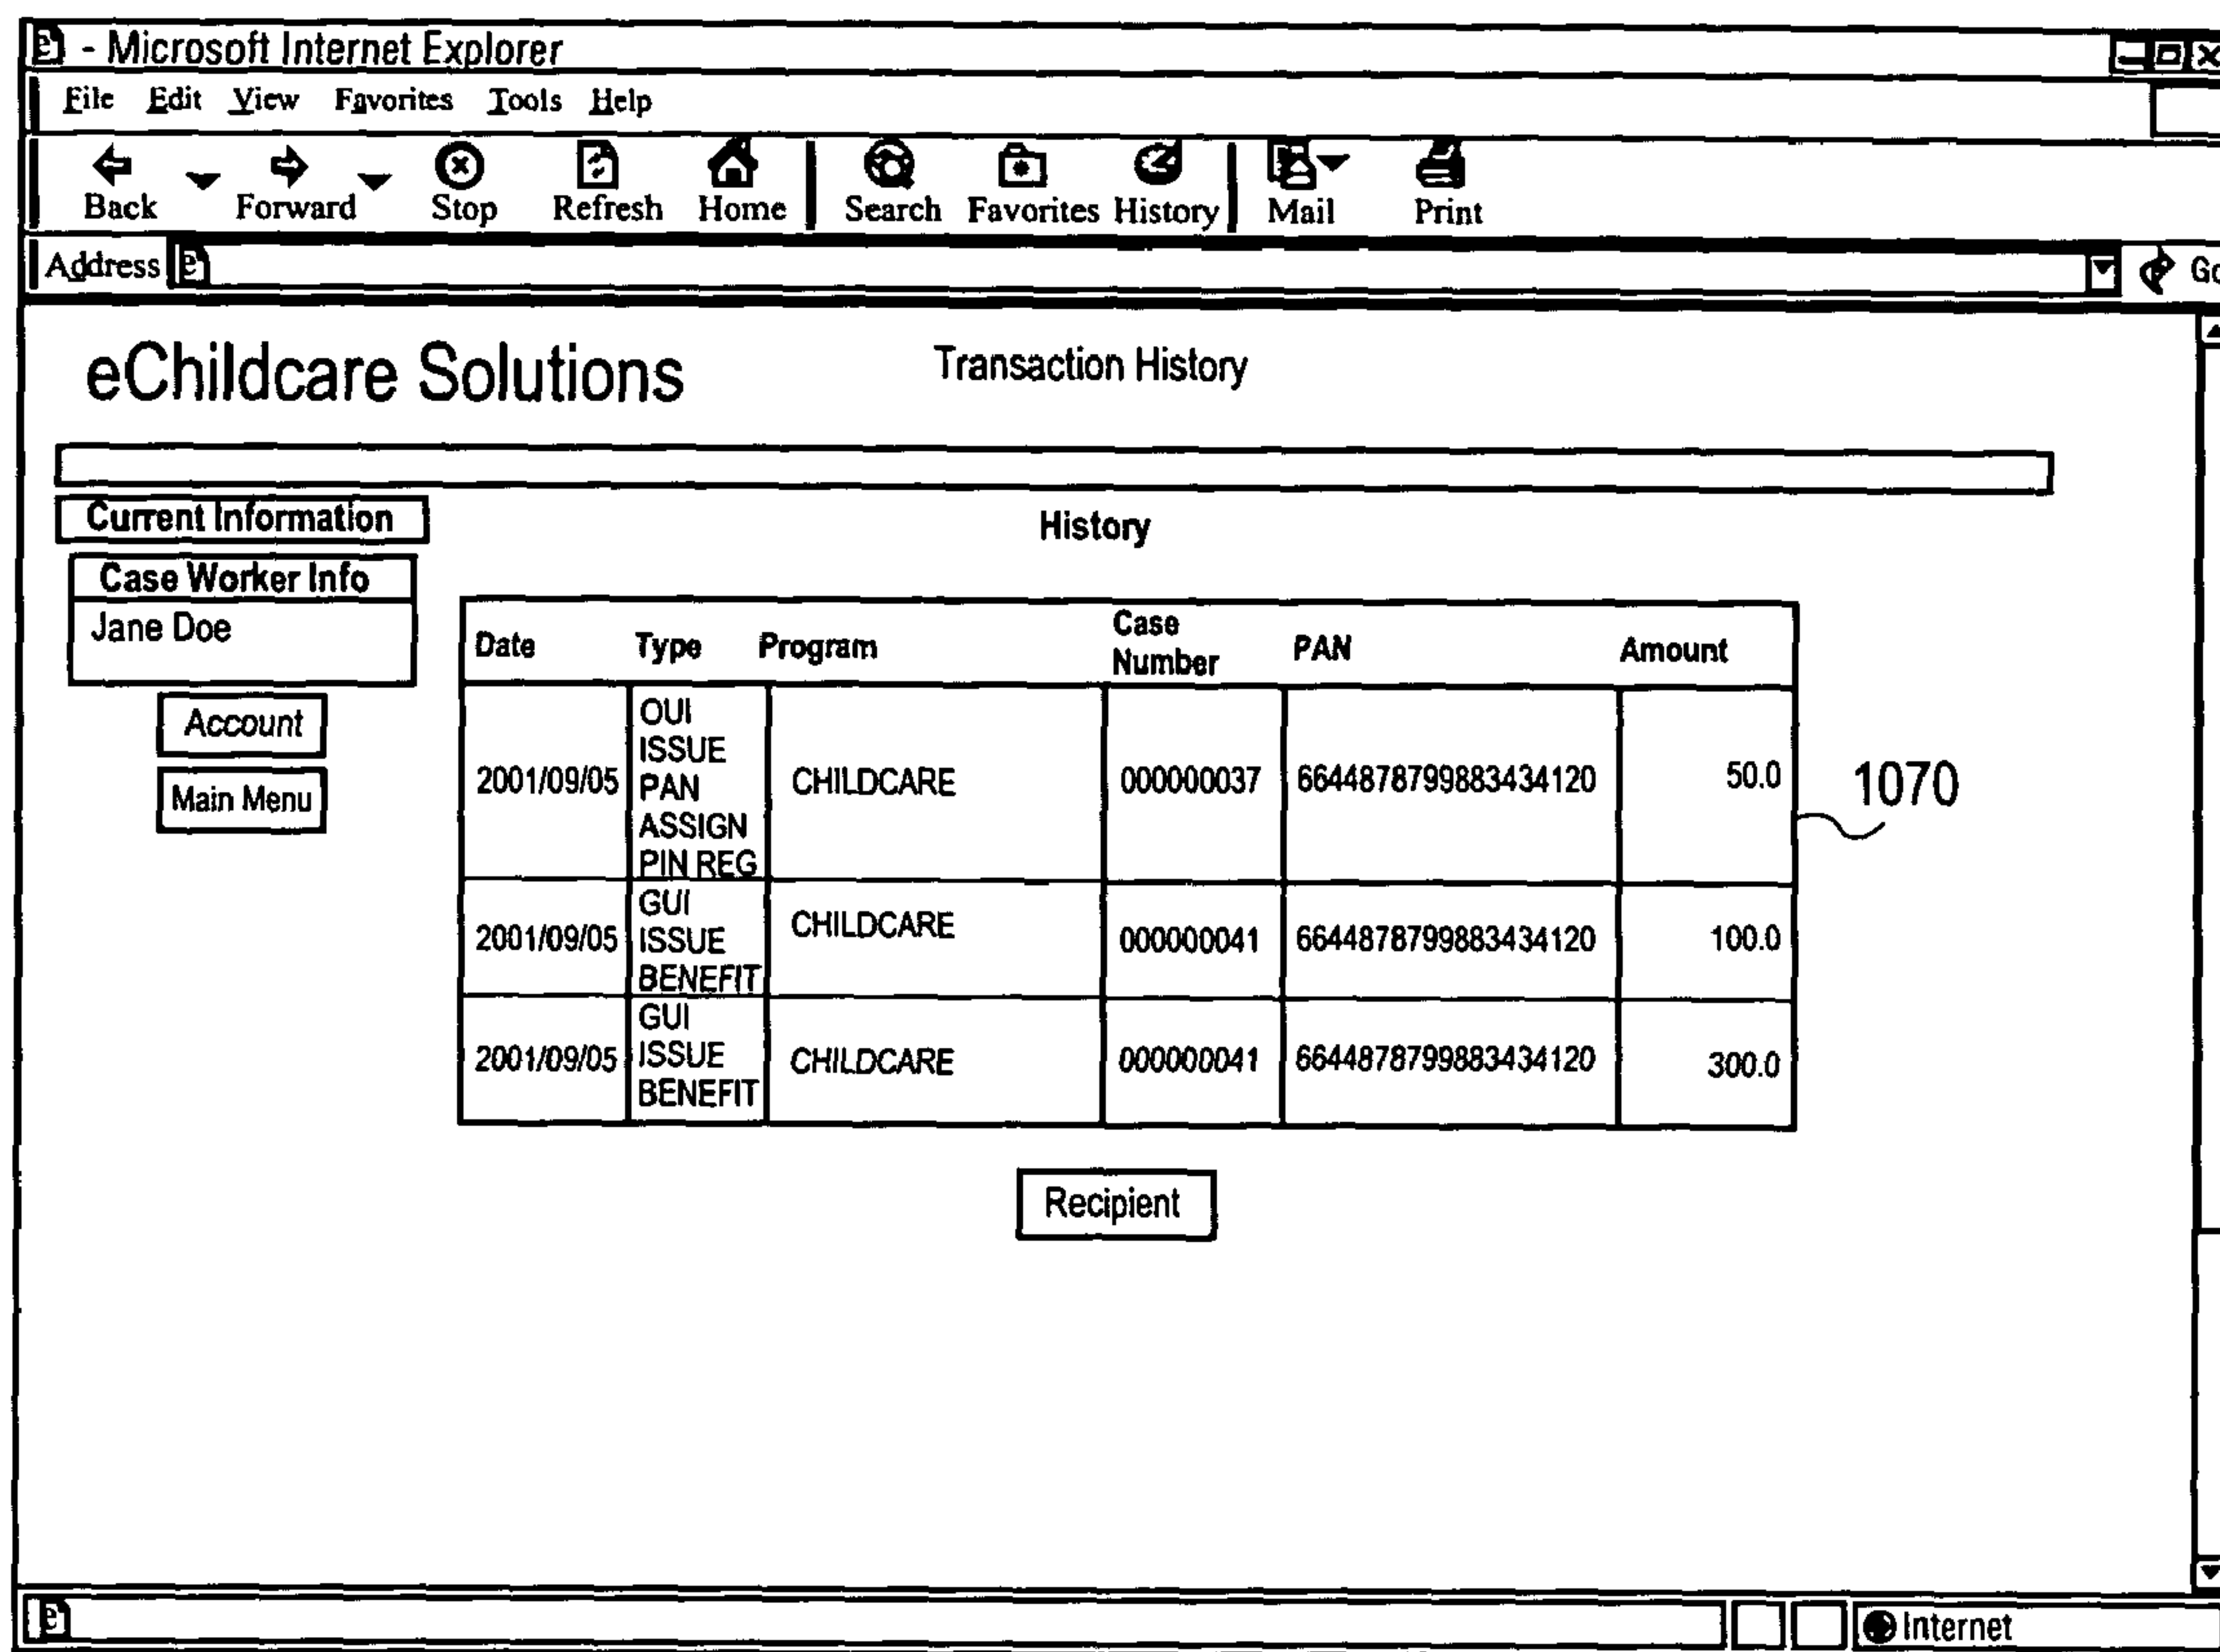 - Microsoft Internet Explorer
File Edit View Favorites Tools Help
Back Forward Stop Refresh Home Search Favorites History Mail Print
Address Go
eChildcare Solutions Transaction History
Current Information
History
Case Worker Info
Jane Doe
Account
Main Menu
Date Type Program Case Number PAN Amount
2001/09/05 OUI ISSUE PAN ASSIGN PIN REG CHILDCARE 000000037 6644878799883434120 50.0
1070
2001/09/05 GUI ISSUE BENEFIT CHILDCARE 000000041 6644878799883434120 100.0
2001/09/05 GUI ISSUE BENEFIT CHILDCARE 000000041 6644878799883434120 300.0
Recipient
Internet